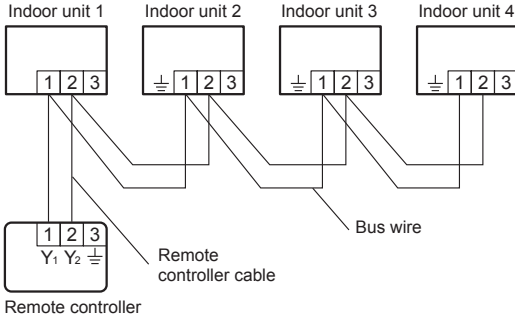 Indoor unit 1 Indoor unit 2 Indoor unit 3 Indoor unit 4
1 2 3 1 2 3 1 2 3 1 2 3
Bus wire
1 2 3
Y1 Y2
Remote
controller cable
Remote controller